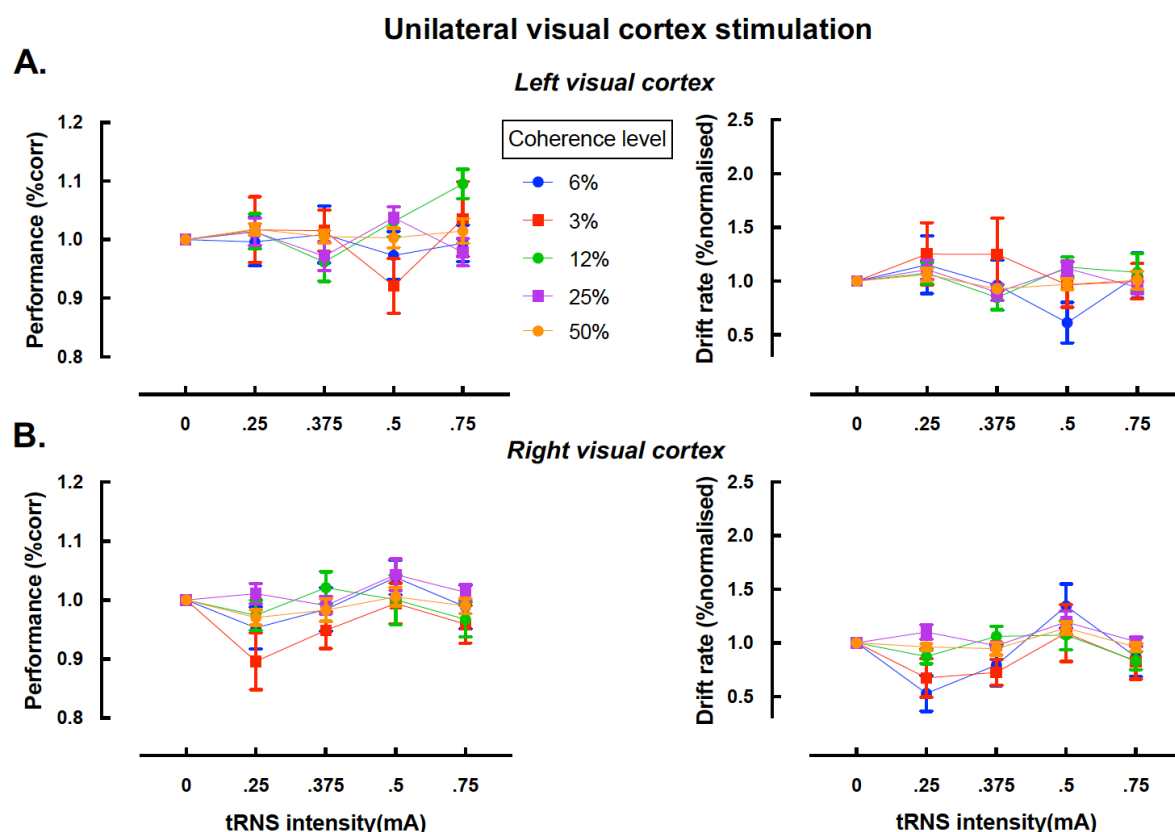 Unilateral visual cortex stimulation
A.
Left visual cortex
Performance (%corr)
1.2
1.1
1.0
0.9
0.8
0 .25 .375 .5 .75
Coherence level
6%
3%
12%
25%
50%
Drift rate (%normalised)
2.5
2.0
1.5
1.0
0.5
0 .25 .375 .5 .75
B.
Right visual cortex
Performance (%corr)
1.2
1.1
1.0
0.9
0.8
0 .25 .375 .5 .75
tRNS intensity(mA)
Drift rate (%normalised)
2.5
2.0
1.5
1.0
0.5
0 .25 .375 .5 .75
tRNS intensity(mA)